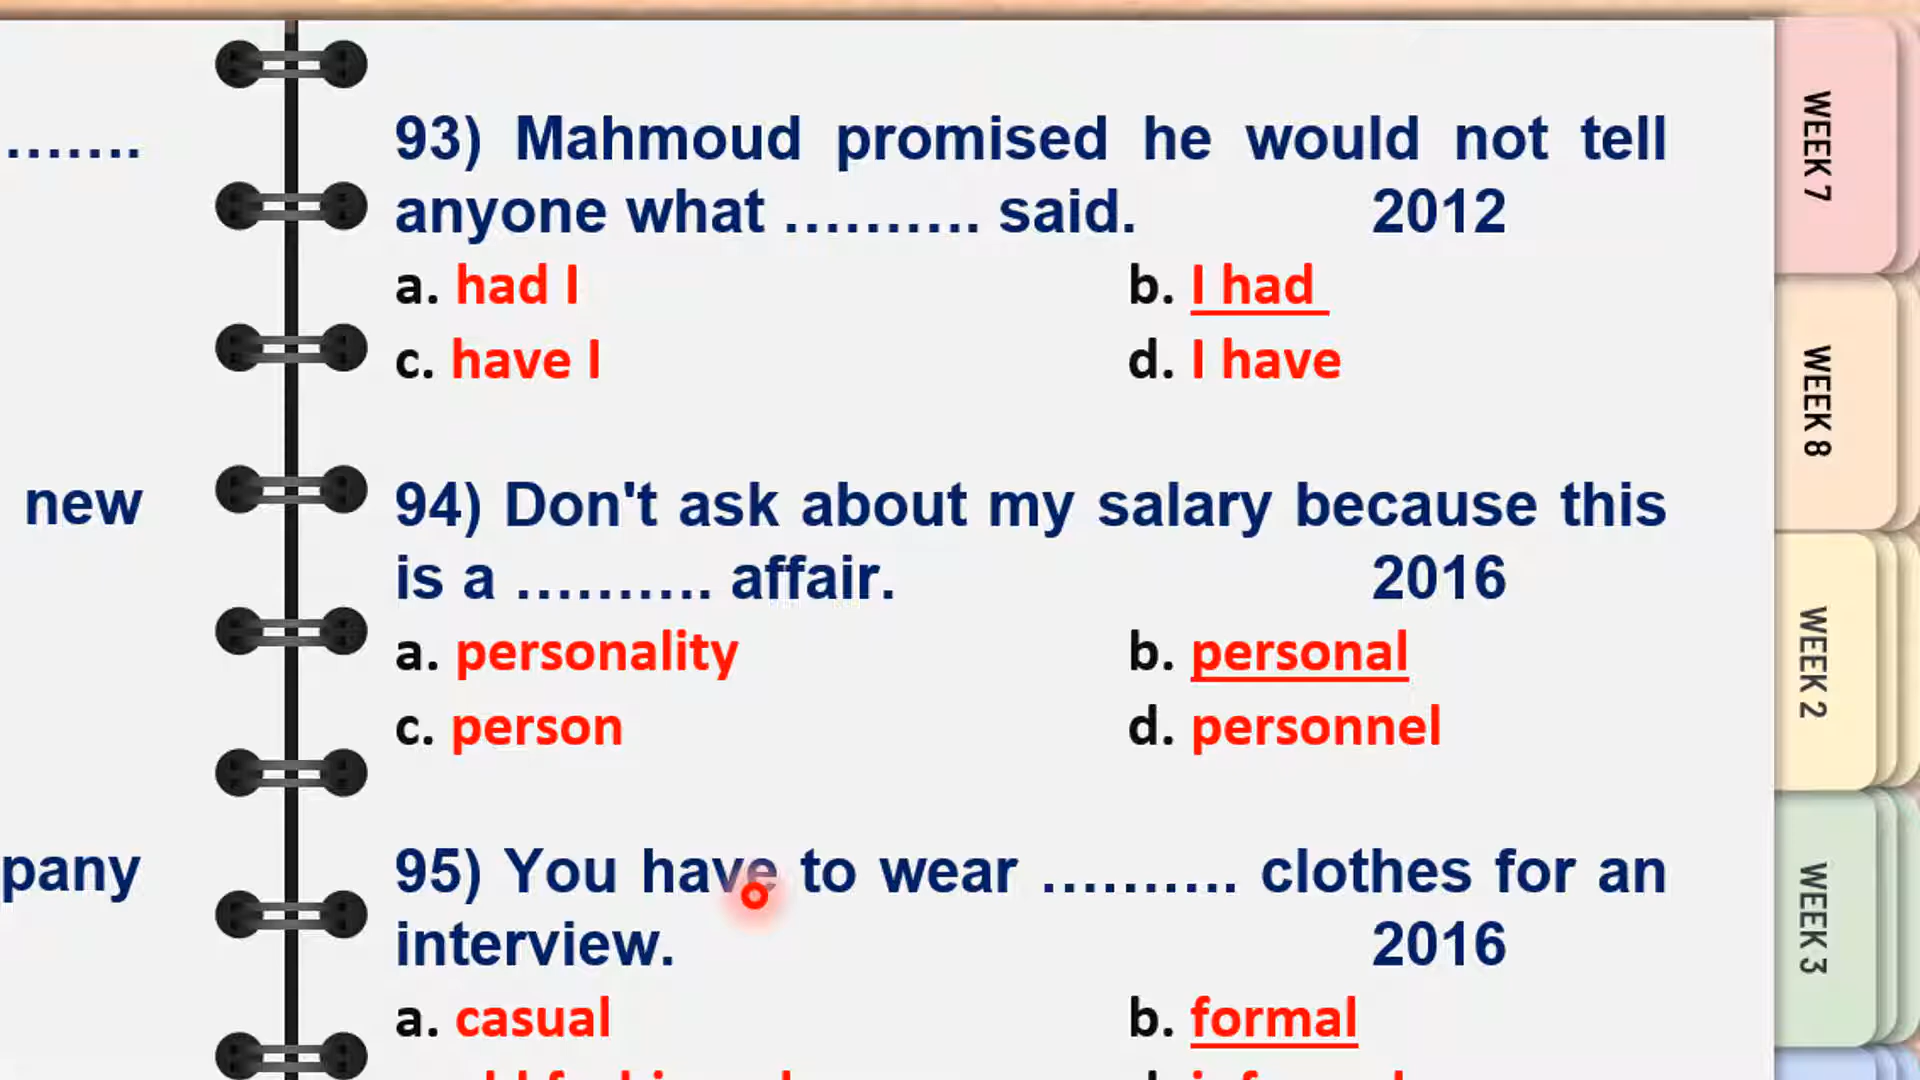 .......
new
pany
93) Mahmoud promised he would not tell
anyone what .......... said. 2012
a. had I b. I had
c. have I d. I have
94) Don't ask about my salary because this
is a .......... affair. 2016
a. personality b. personal
c. person d. personnel
95) You have to wear .......... clothes for an
interview. 2016
a. casual b. formal
WEEK 7
WEEK 8
WEEK 2
WEEK 3